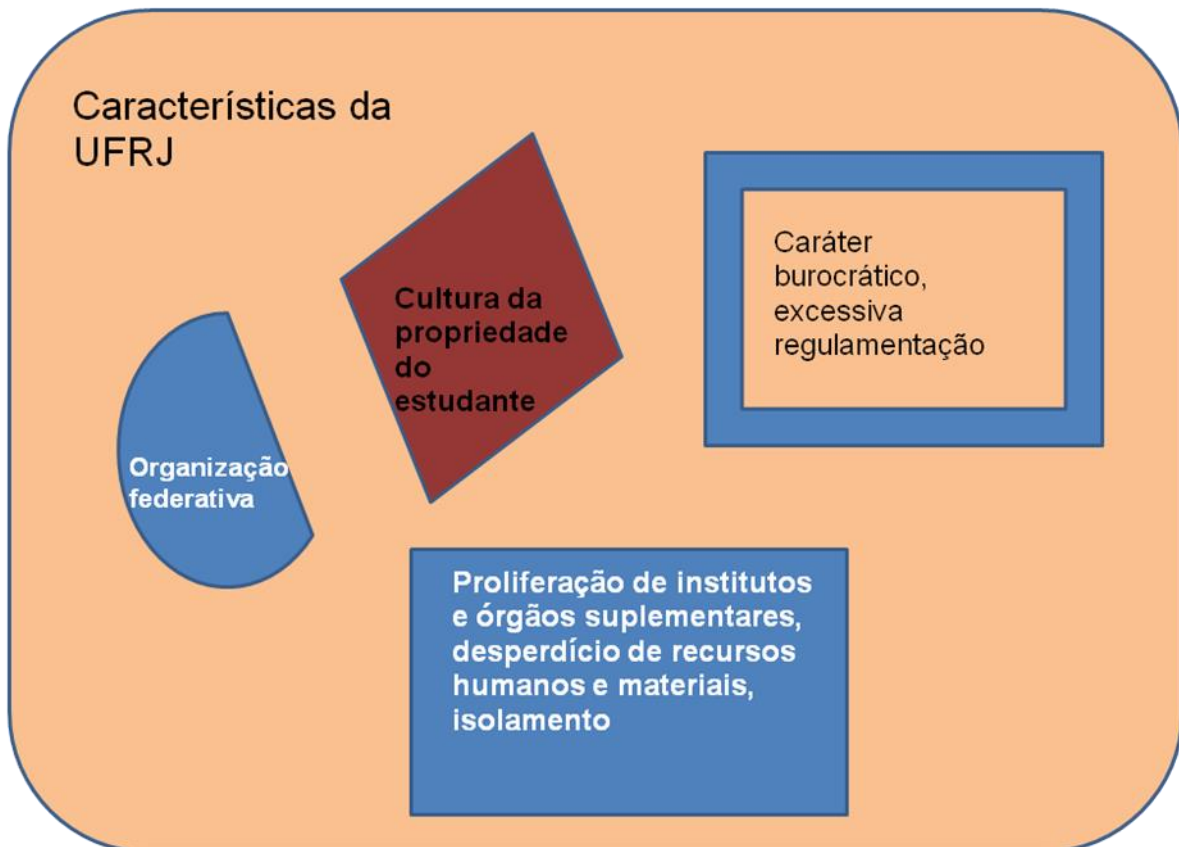 Características da
UFRJ
Cultura da
propriedade
do
estudante
Caráter
burocrático,
excessiva
regulamentação
Organização
federativa
Proliferação de institutos
e órgãos suplementares,
desperdício de recursos
humanos e materiais,
isolamento